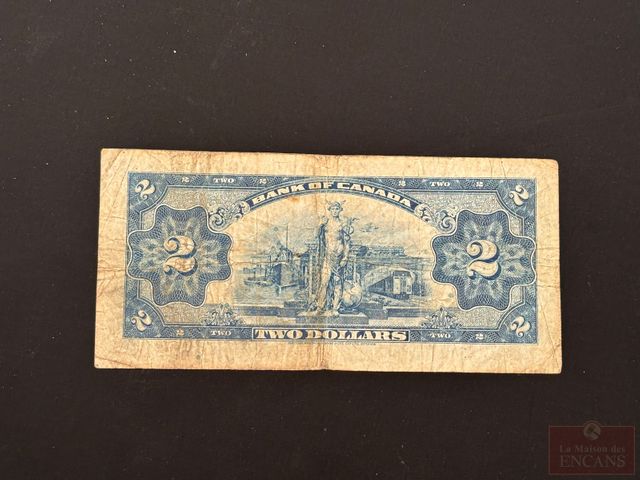 2 TWO 2 2 TWO 2
BANK OF CANADA
2 2
2 TWO TWO 2
TWO DOLLARS
La Maison des
ENCANS